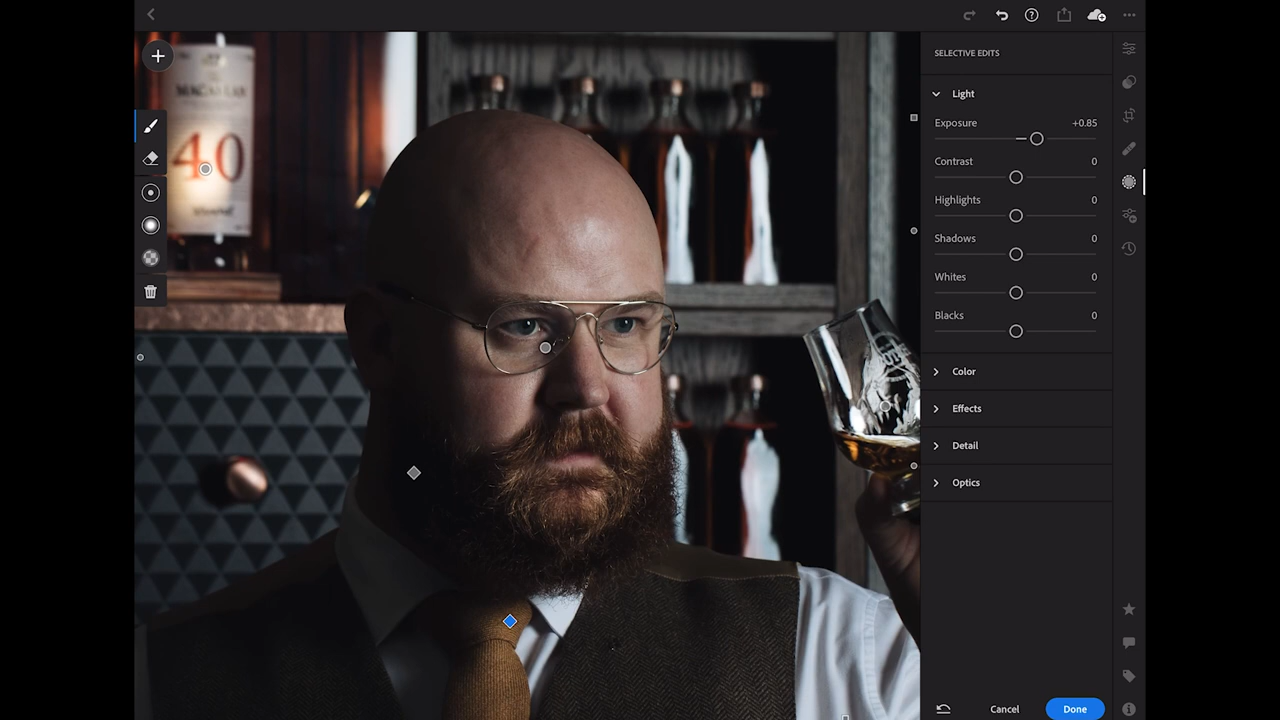 SELECTIVE EDITS
MACALLAN
40
Light
Exposure +0.85
Contrast 0
Highlights 0
Shadows 0
Whites 0
Blacks 0
Color
Effects
Detail
Optics
Cancel
Done